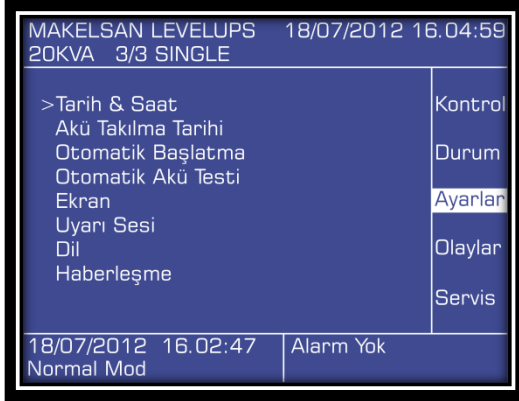 MAKELSAN LEVELUPS 18/07/2012 16.04:59
20KVA 3/3 SINGLE
>Tarih & Saat
Akü Takılma Tarihi
Otomatik Başlatma
Otomatik Akü Testi
Ekran
Uyarı Sesi
Dil
Haberleşme
Kontrol
Durum
Ayarlar
Olaylar
Servis
18/07/2012 16.02:47
Normal Mod
Alarm Yok